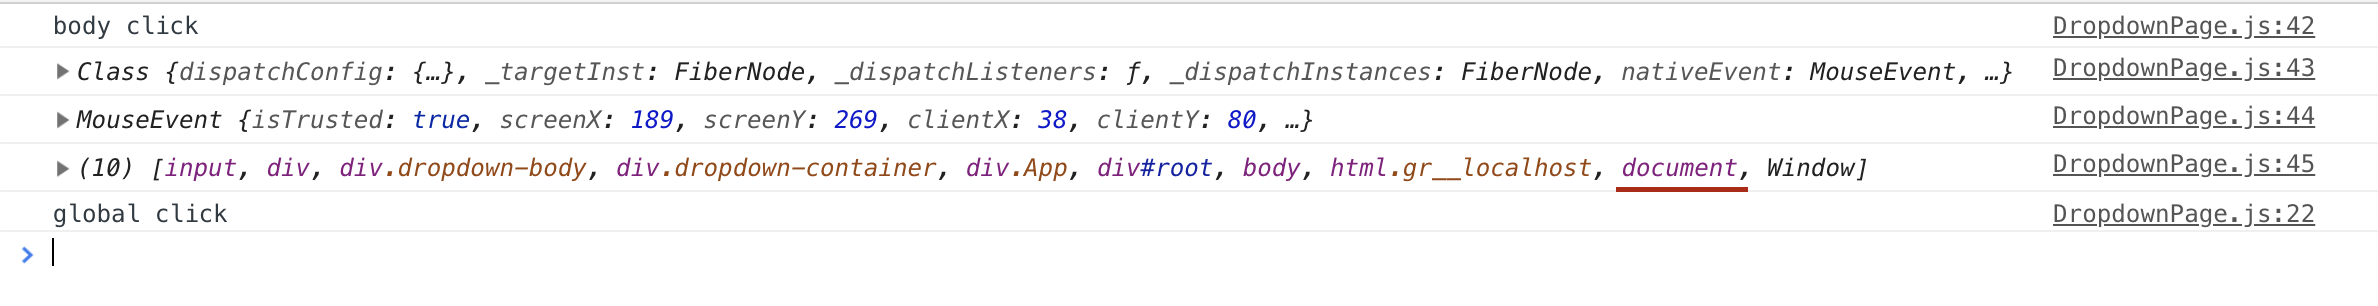 body click DropdownPage.js:42
▶Class {dispatchConfig: {…}, _targetInst: FiberNode, _dispatchListeners: ƒ, _dispatchInstances: FiberNode, nativeEvent: MouseEvent, …} DropdownPage.js:43
▶MouseEvent {isTrusted: true, screenX: 189, screenY: 269, clientX: 38, clientY: 80, …} DropdownPage.js:44
▶(10) [input, div, div.dropdown-body, div.dropdown-container, div.App, div#root, body, html.gr__localhost, document, Window] DropdownPage.js:45
global click DropdownPage.js:22
>